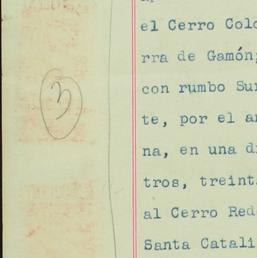 el Cerro Colo
rra de Gamón;
con rumbo Su
3
te, por el a
na, en una d
tros, treint
al Cerro Red
Santa Catali